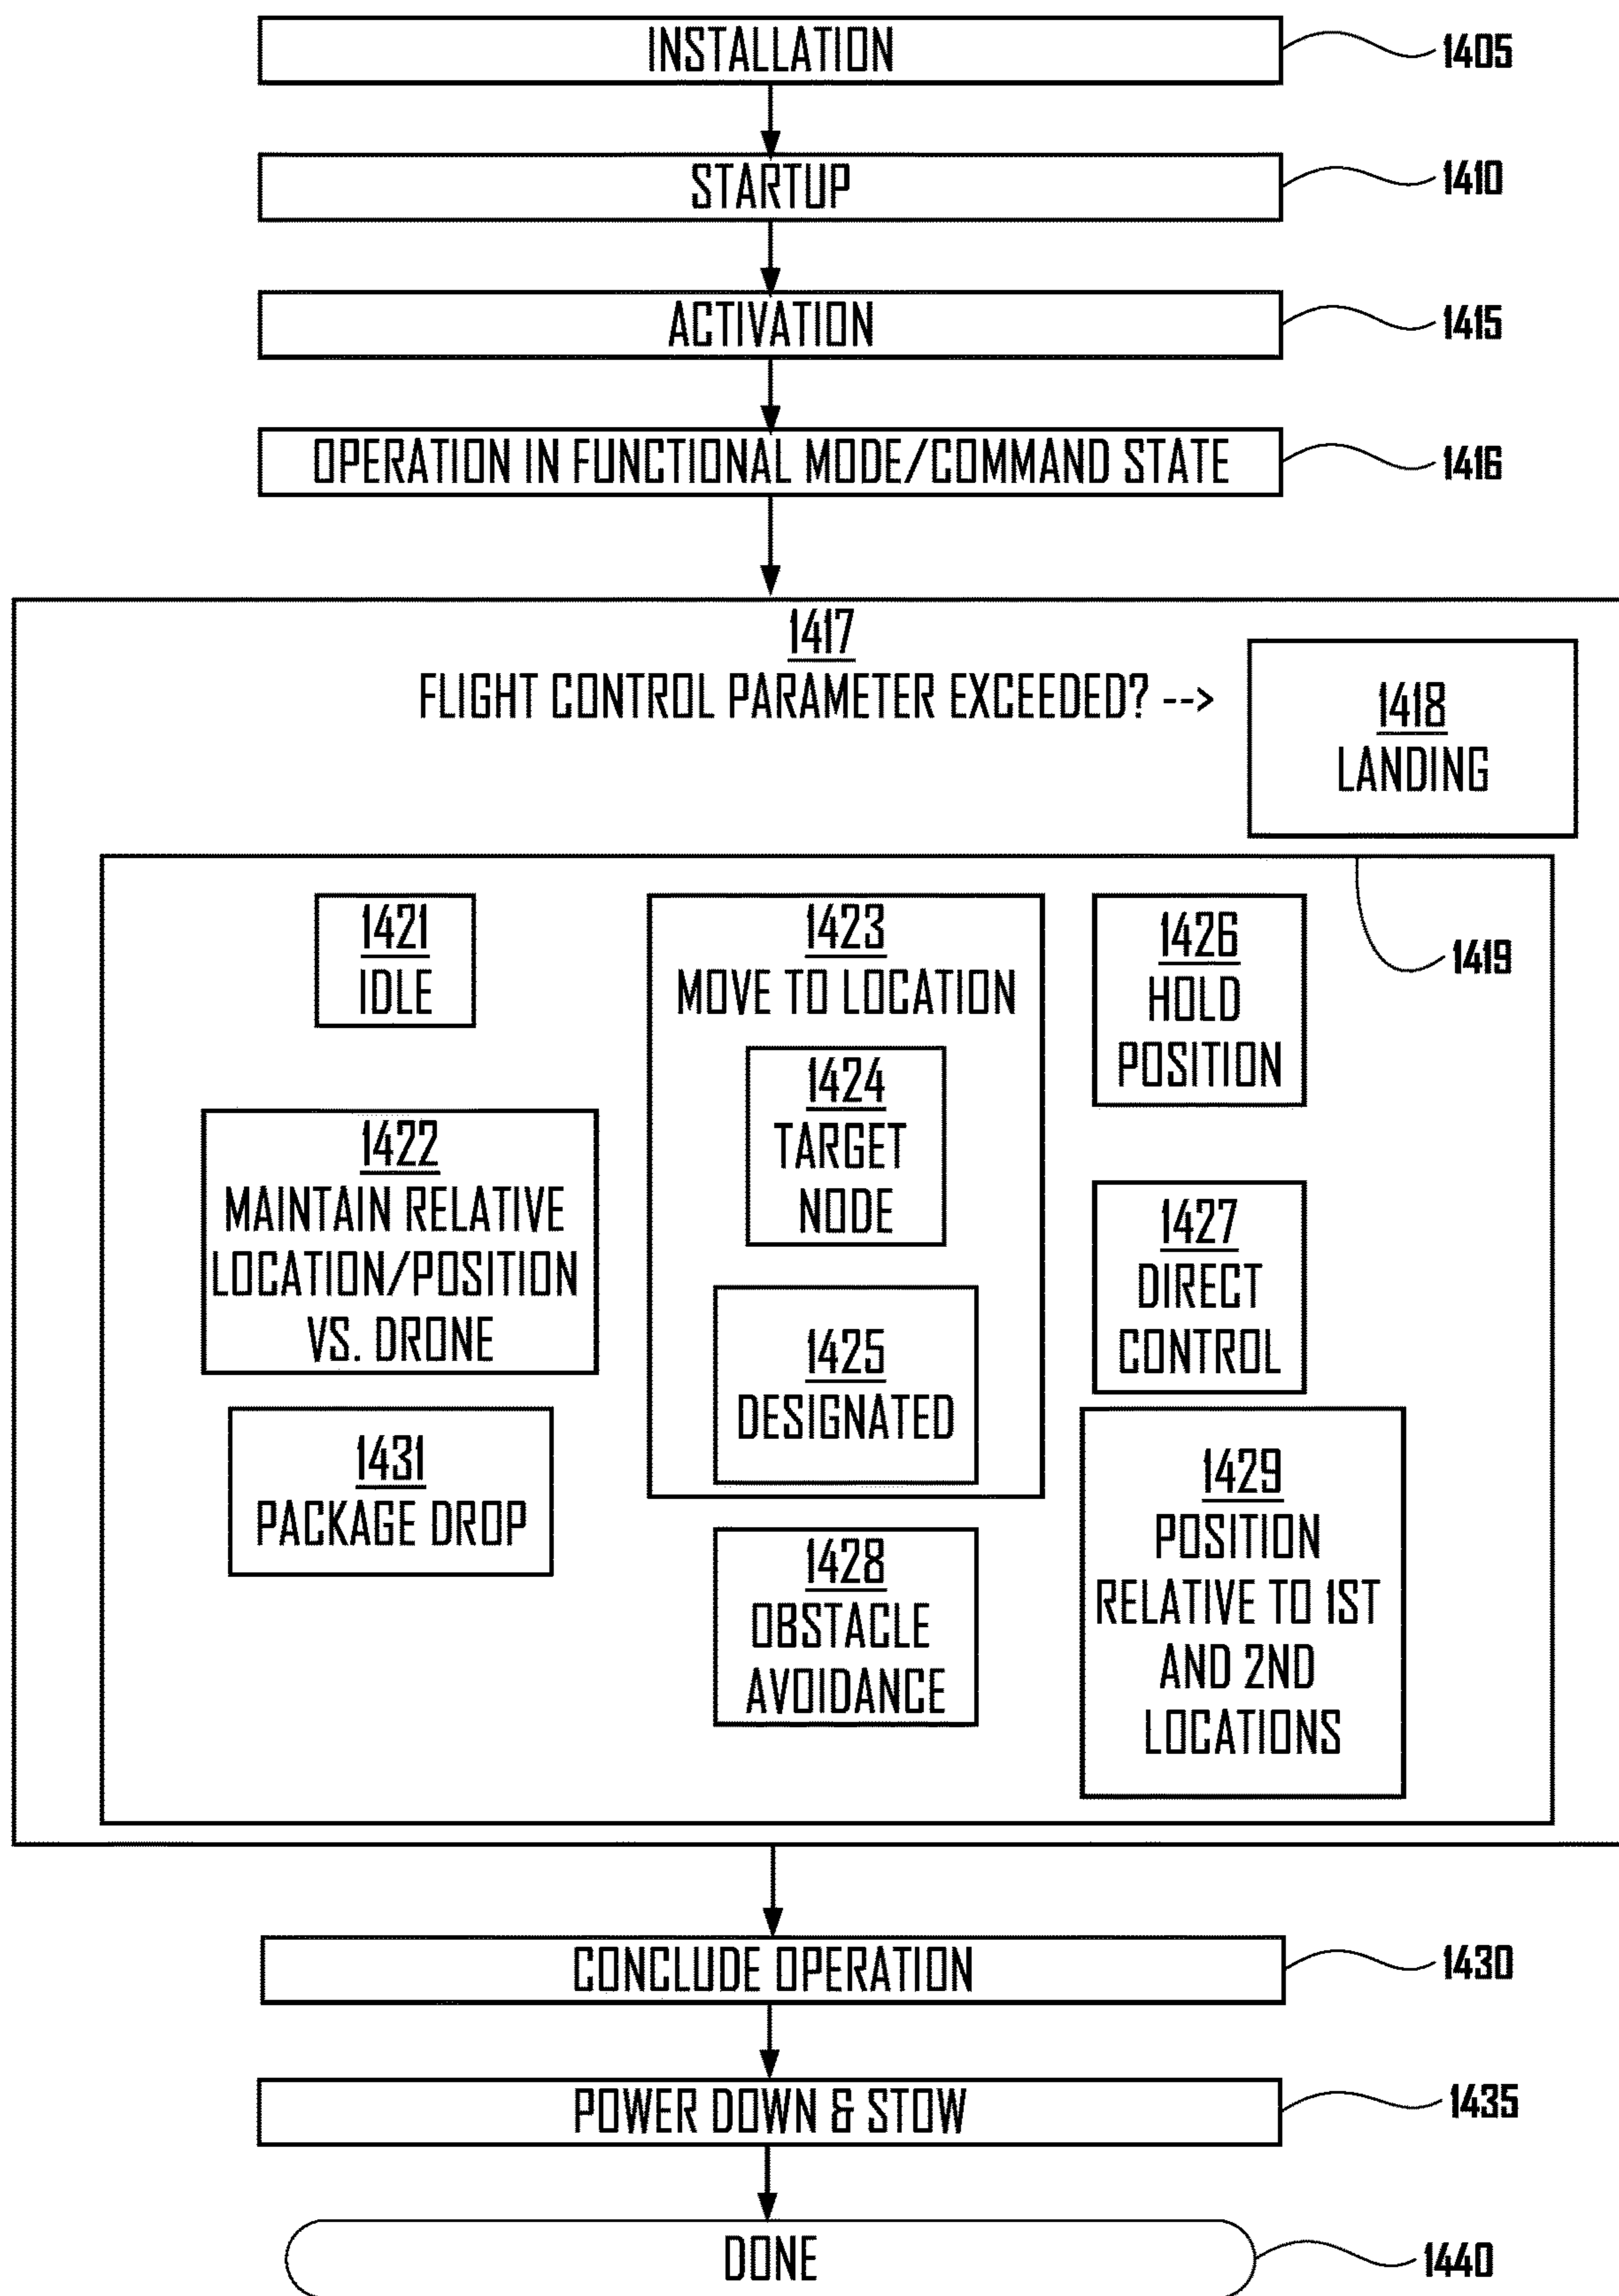 INSTALLATION
1405
STARTUP
1410
ACTIVATION
1415
OPERATION IN FUNCTIONAL MODE/COMMAND STATE
1416
1417
FLIGHT CONTROL PARAMETER EXCEEDED? -->
1418
LANDING
1419
1421
IDLE
1422
MAINTAIN RELATIVE
LOCATION/POSITION
VS. DRONE
1431
PACKAGE DROP
1423
MOVE TO LOCATION
1424
TARGET
NODE
1425
DESIGNATED
1428
OBSTACLE
AVOIDANCE
1426
HOLD
POSITION
1427
DIRECT
CONTROL
1429
POSITION
RELATIVE TO 1ST
AND 2ND
LOCATIONS
CONCLUDE OPERATION
1430
POWER DOWN & STOW
1435
DONE
1440